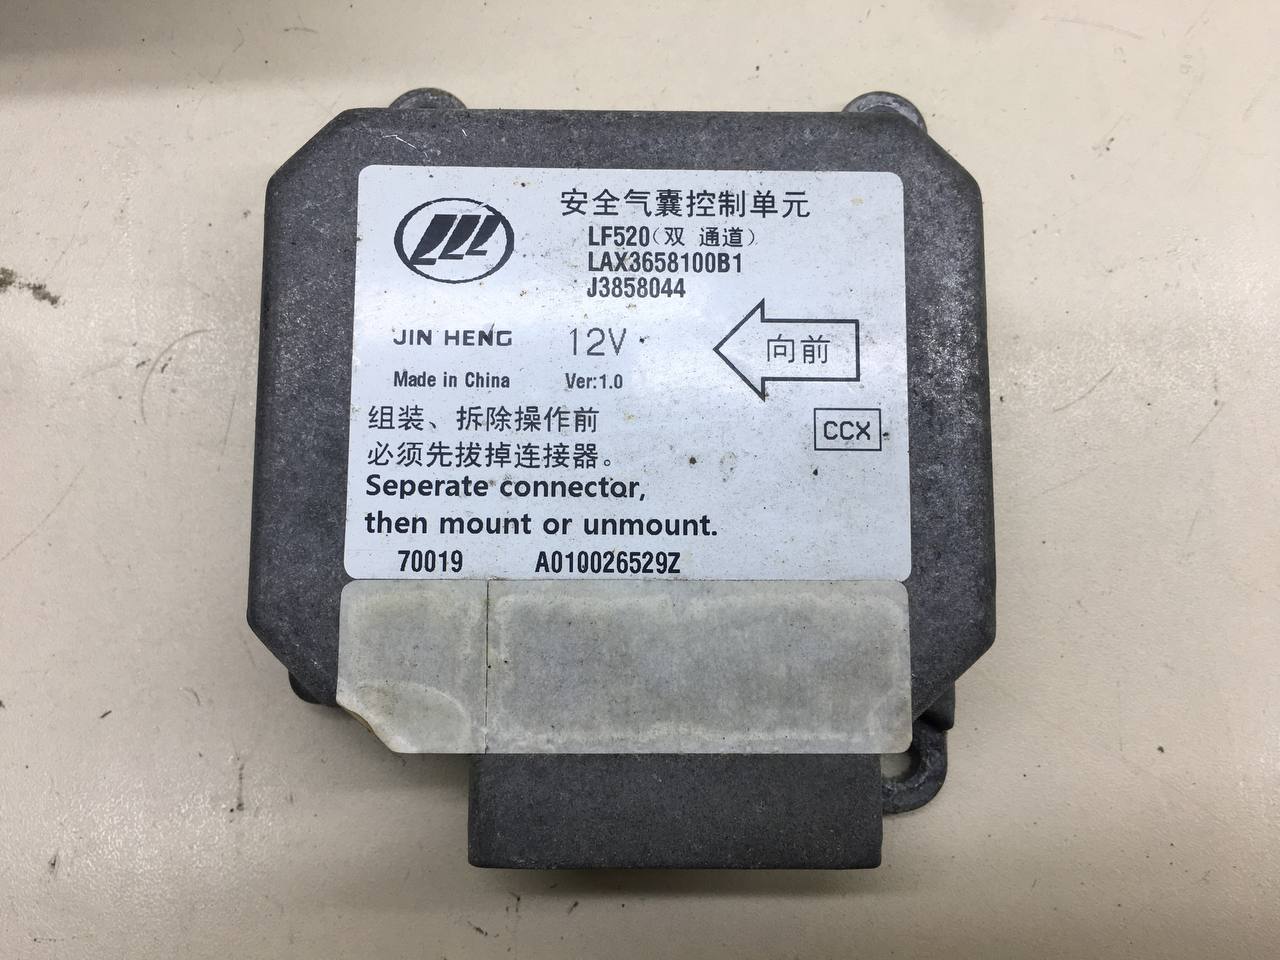 安全气囊控制单元
LF520(双 通道)
LAX3658100B1
J3858044
JIN HENG 12V
向前
Made in China Ver:1.0
CCX
组装、拆除操作前
必须先拔掉连接器。
Seperate connector,
then mount or unmount.
70019 A010026529Z